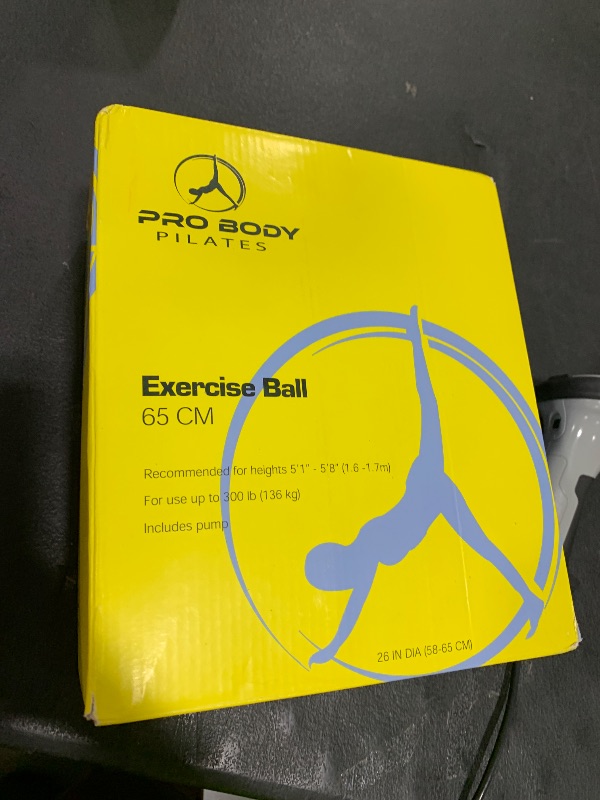 PRO BODY
PILATES
Exercise Ball
65 CM
Recommended for heights 5'1" - 5'8" (1.6 -1.7m)
For use up to 300 lb (136 kg)
Includes pump
26 IN DIA (58-65 CM)